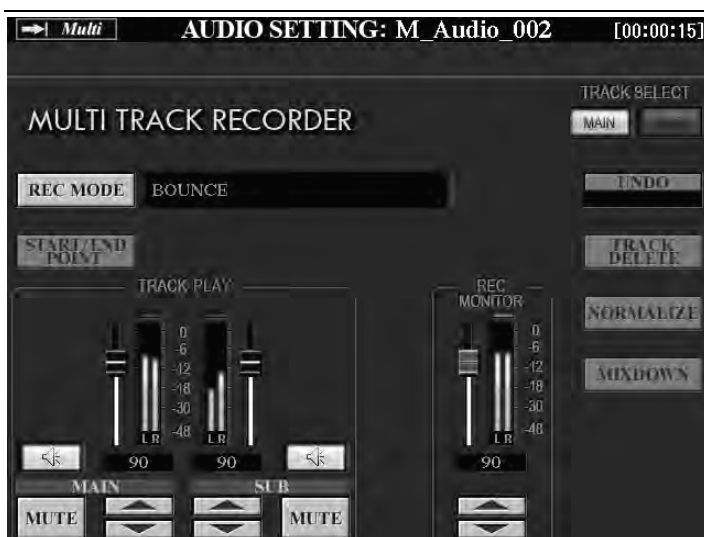 Multi AUDIO SETTING: M_Audio_002 [00:00:15]
TRACK SELECT
MULTI TRACK RECORDER
MAIN
REC MODE BOUNCE
UNDO
START/END
POINT
TRACK
DELETE
TRACK PLAY
REC
MONITOR
NORMALIZE
0
-6
-12
-18
-30
-48
L R
L R
0
-6
-12
-18
-30
-48
L R
MIXDOWN
90
90
90
MAIN
SUB
MUTE
MUTE